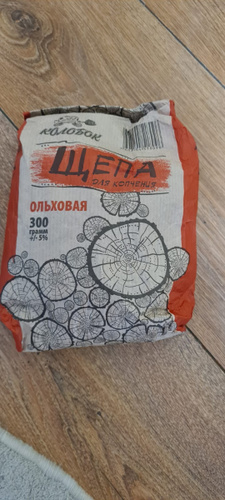 КОЛОБОК
ЩЕПА
ДЛЯ КОПЧЕНИЯ
ОЛЬХОВАЯ
300
грамм
+/- 5%